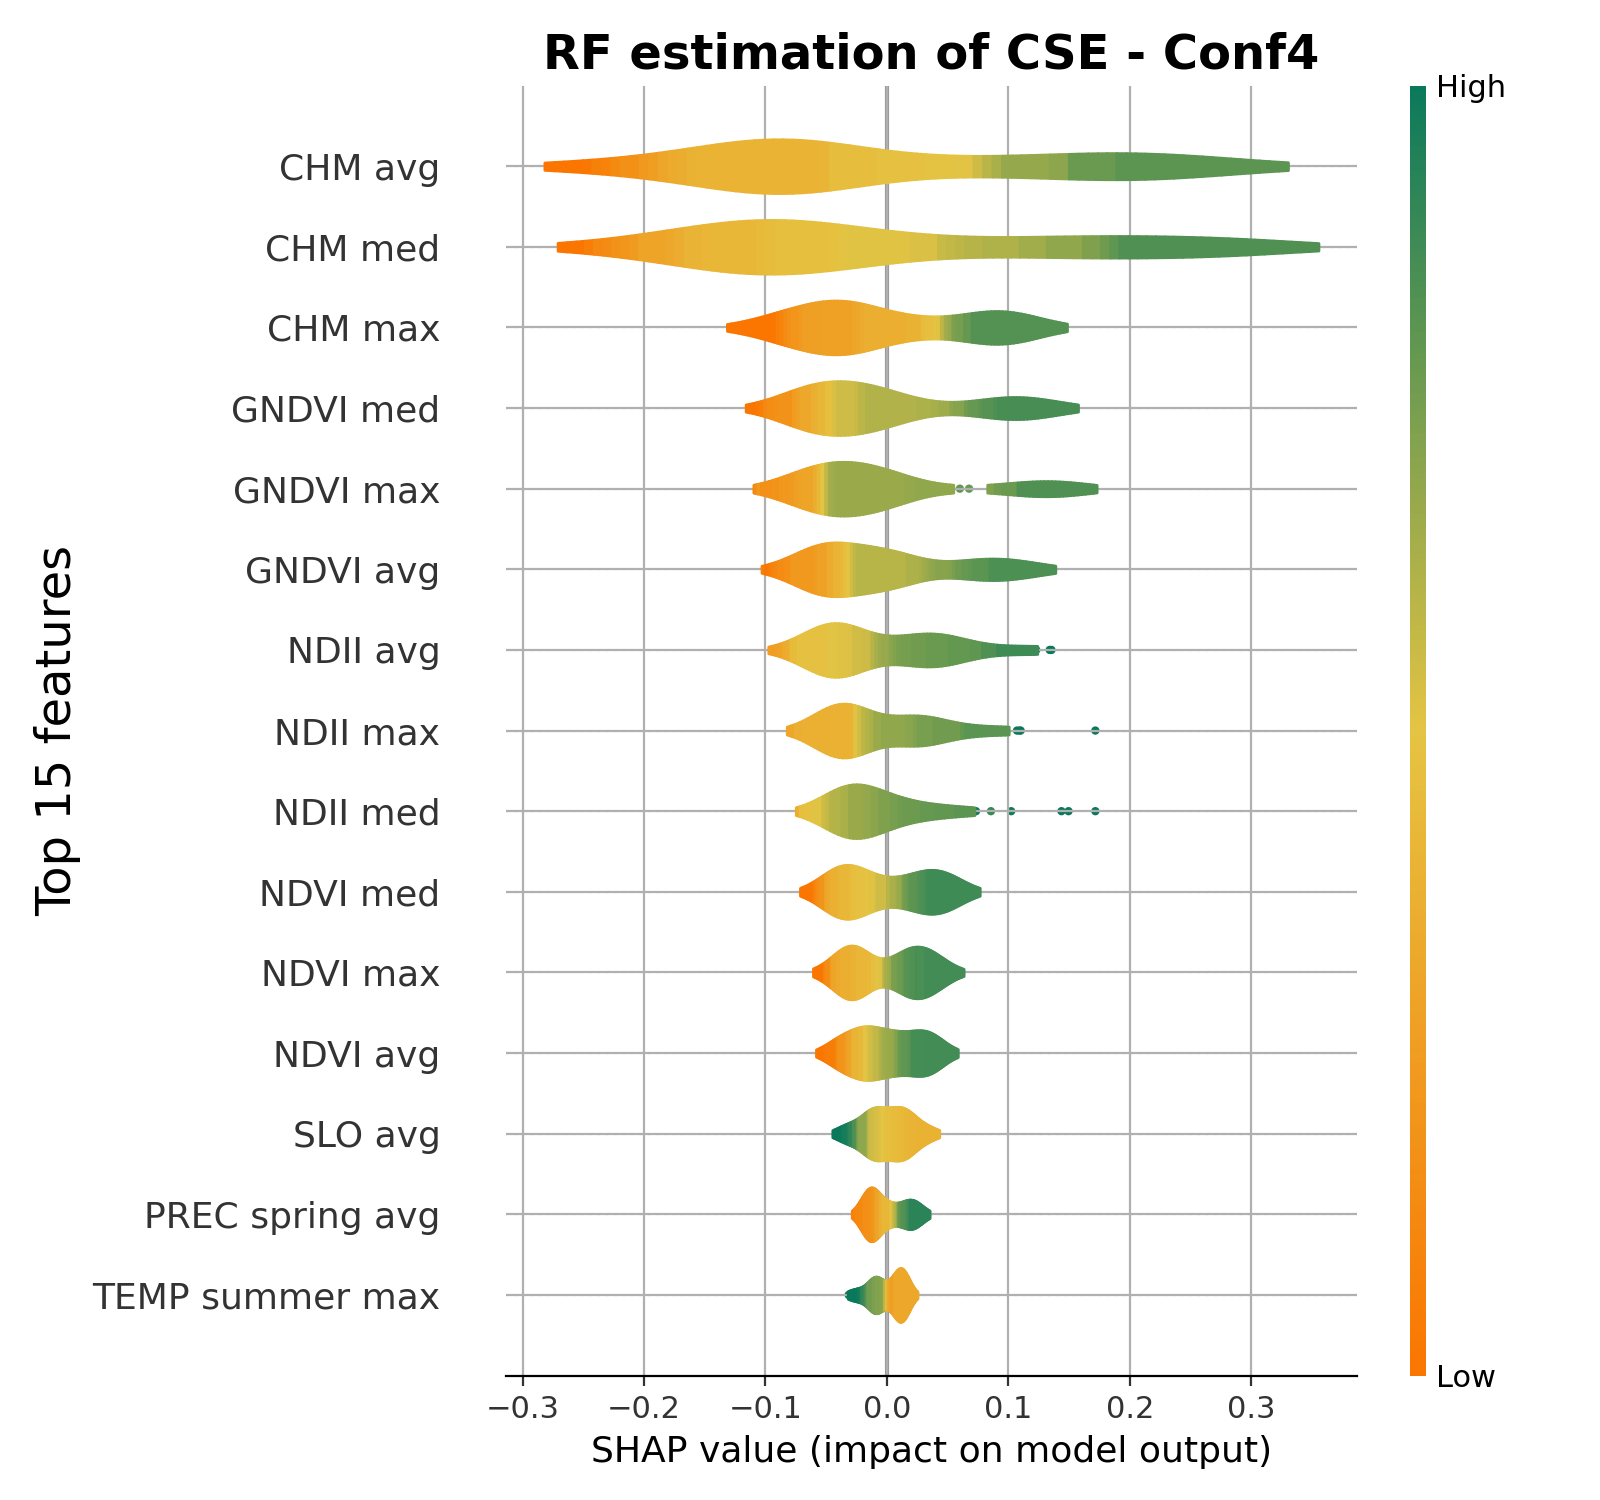 RF estimation of CSE - Conf4
High
CHM avg
CHM med
CHM max
GNDVI med
GNDVI max
GNDVI avg
NDII avg
NDII max
NDII med
NDVI med
NDVI max
NDVI avg
SLO avg
PREC spring avg
TEMP summer max
Top 15 features
Low
−0.3 −0.2 −0.1 0.0 0.1 0.2 0.3
SHAP value (impact on model output)